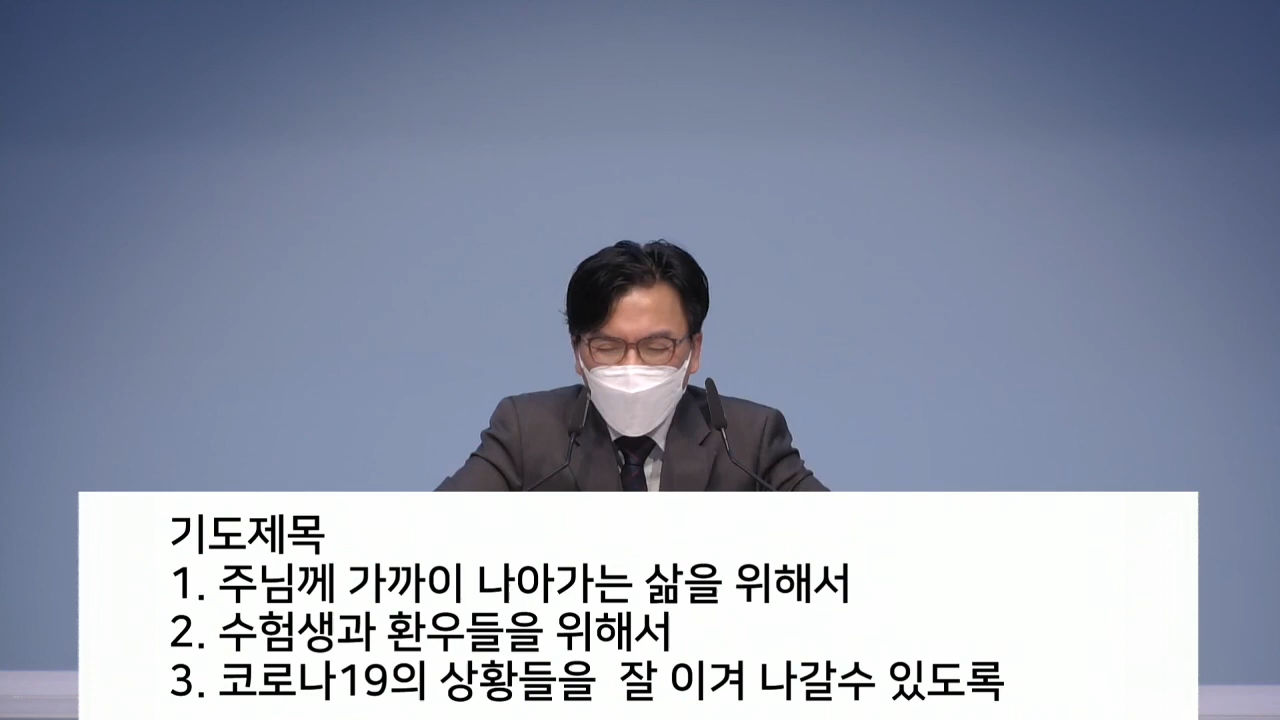 기도제목
1. 주님께 가까이 나아가는 삶을 위해서
2. 수험생과 환우들을 위해서
3. 코로나19의 상황들을  잘 이겨 나갈수 있도록